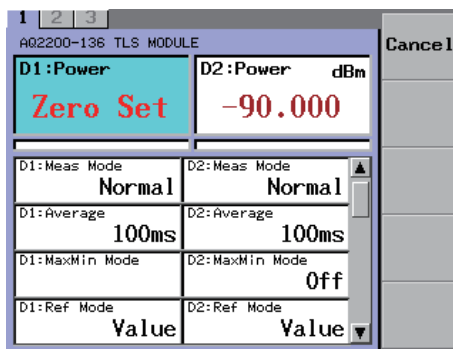 1 2 3
AQ2200-136 TLS MODULE
Cancel
D1:Power D2:Power dBm
Zero Set -90.000
D1:Meas Mode D2:Meas Mode
Normal Normal
D1:Average D2:Average
100ms 100ms
D1:MaxMin Mode D2:MaxMin Mode
Off
D1:Ref Mode D2:Ref Mode
Value Value